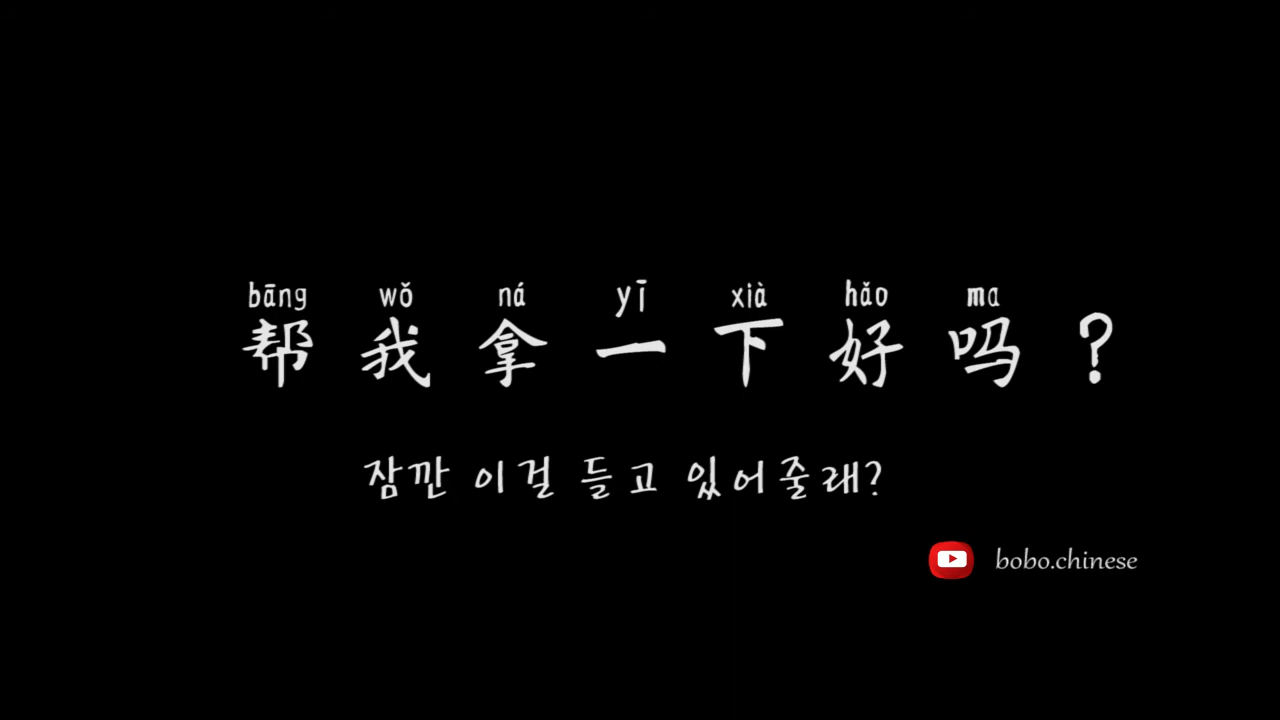 bāng wǒ ná yī xià hǎo ma
帮我拿一下好吗？
잠깐 이걸 들고 있어줄래?
bobo.chinese